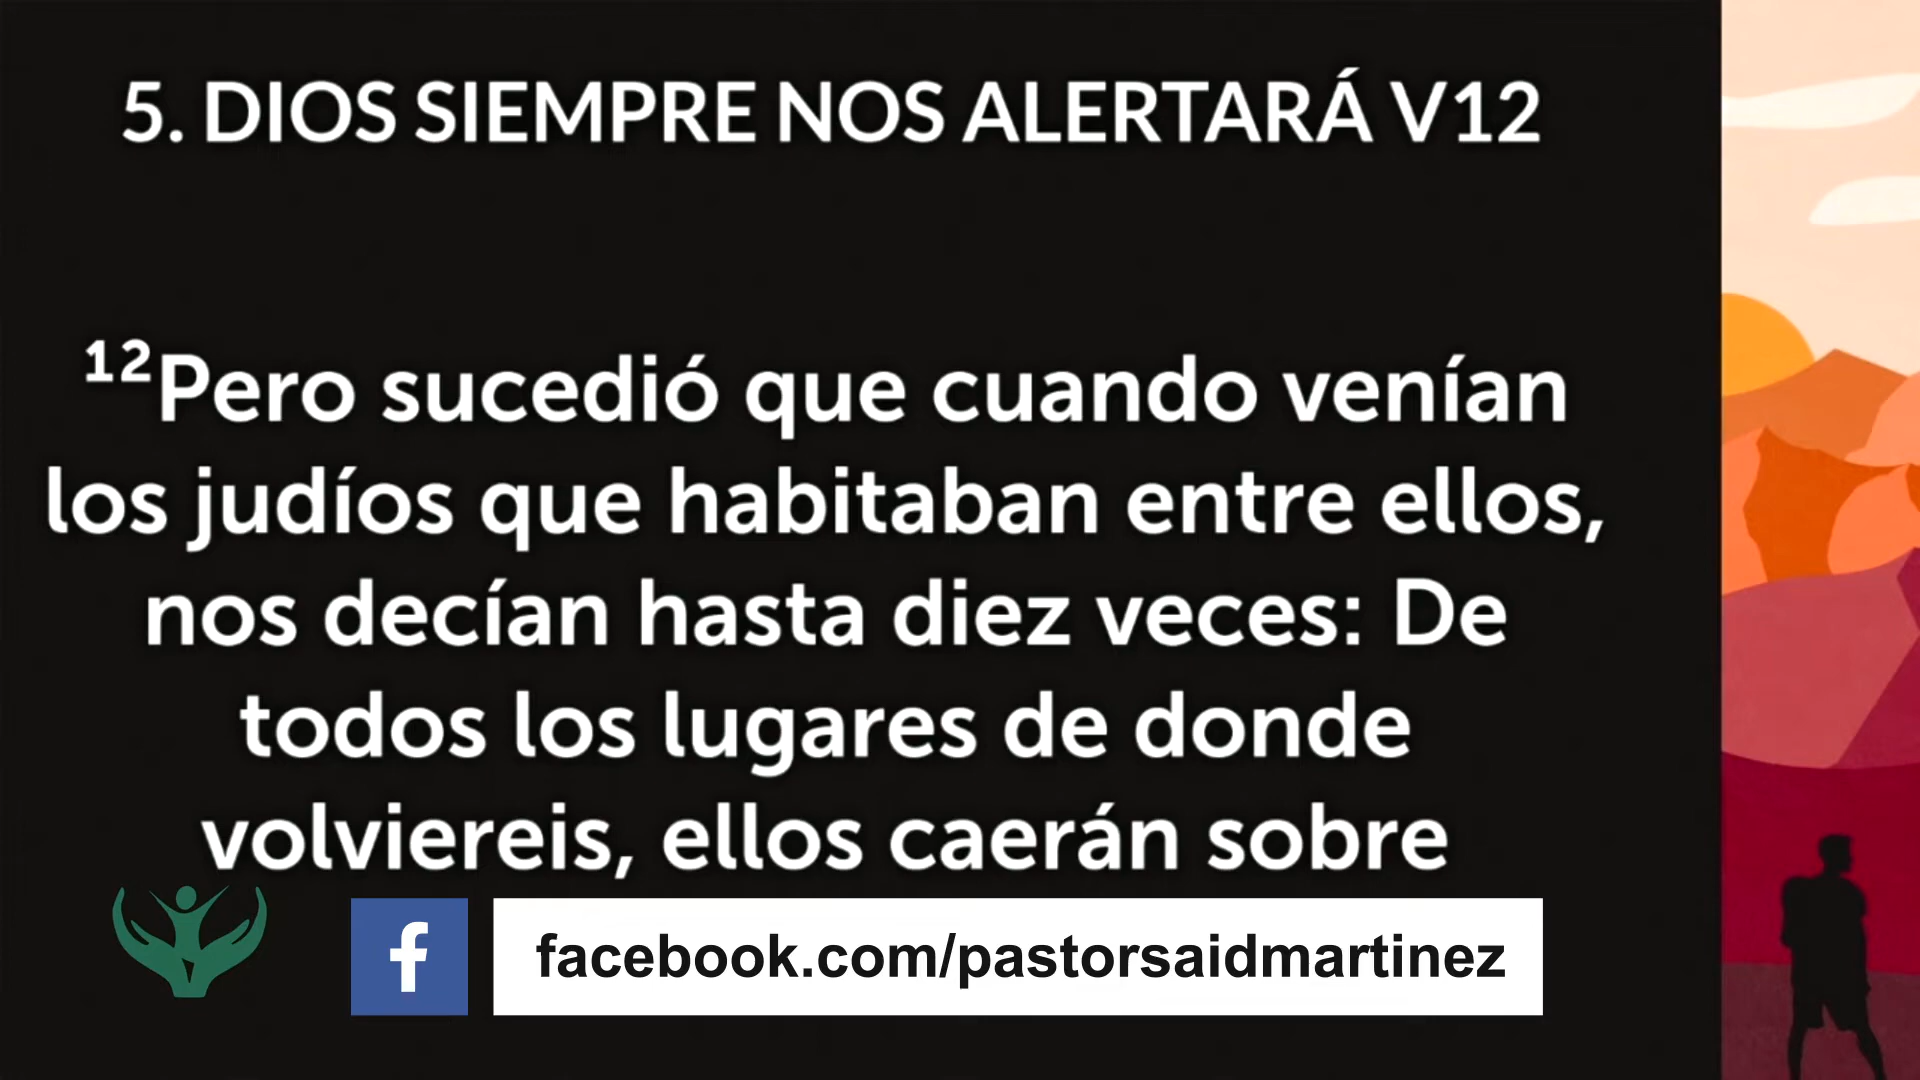 5. DIOS SIEMPRE NOS ALERTARÁ V12
¹²Pero sucedió que cuando venían
los judíos que habitaban entre ellos,
nos decían hasta diez veces: De
todos los lugares de donde
volviereis, ellos caerán sobre
facebook.com/pastorsaidmartinez